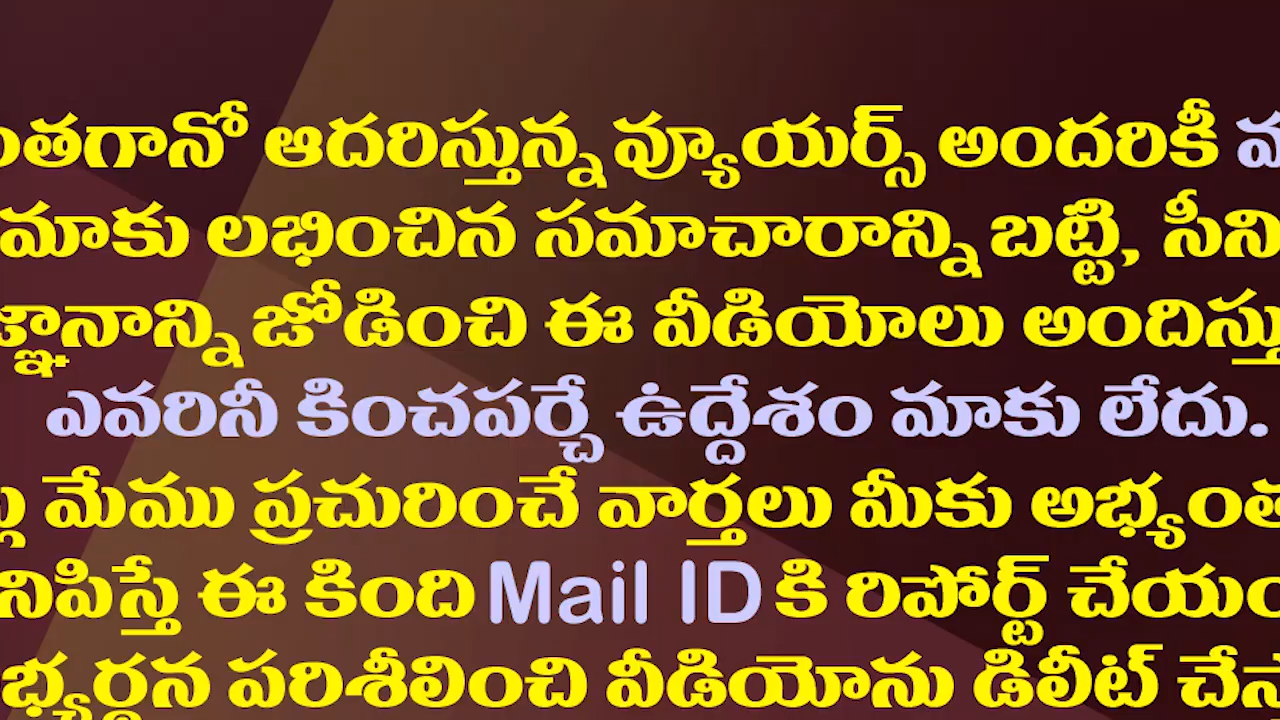 ఆదరిస్తున్న వ్యూయర్స్ అందరికీ
మాకు లభించిన సమాచారాన్ని బట్టి,
జోడించి ఈ వీడియోలు
ఎవరినీ కించపర్చే ఉద్దేశం మాకు లేదు.
మేము ప్రచురించే వార్తలు మీకు
ఈ కింది Mail ID కి రిపోర్ట్
పరిశీలించి వీడియోను డిలీట్